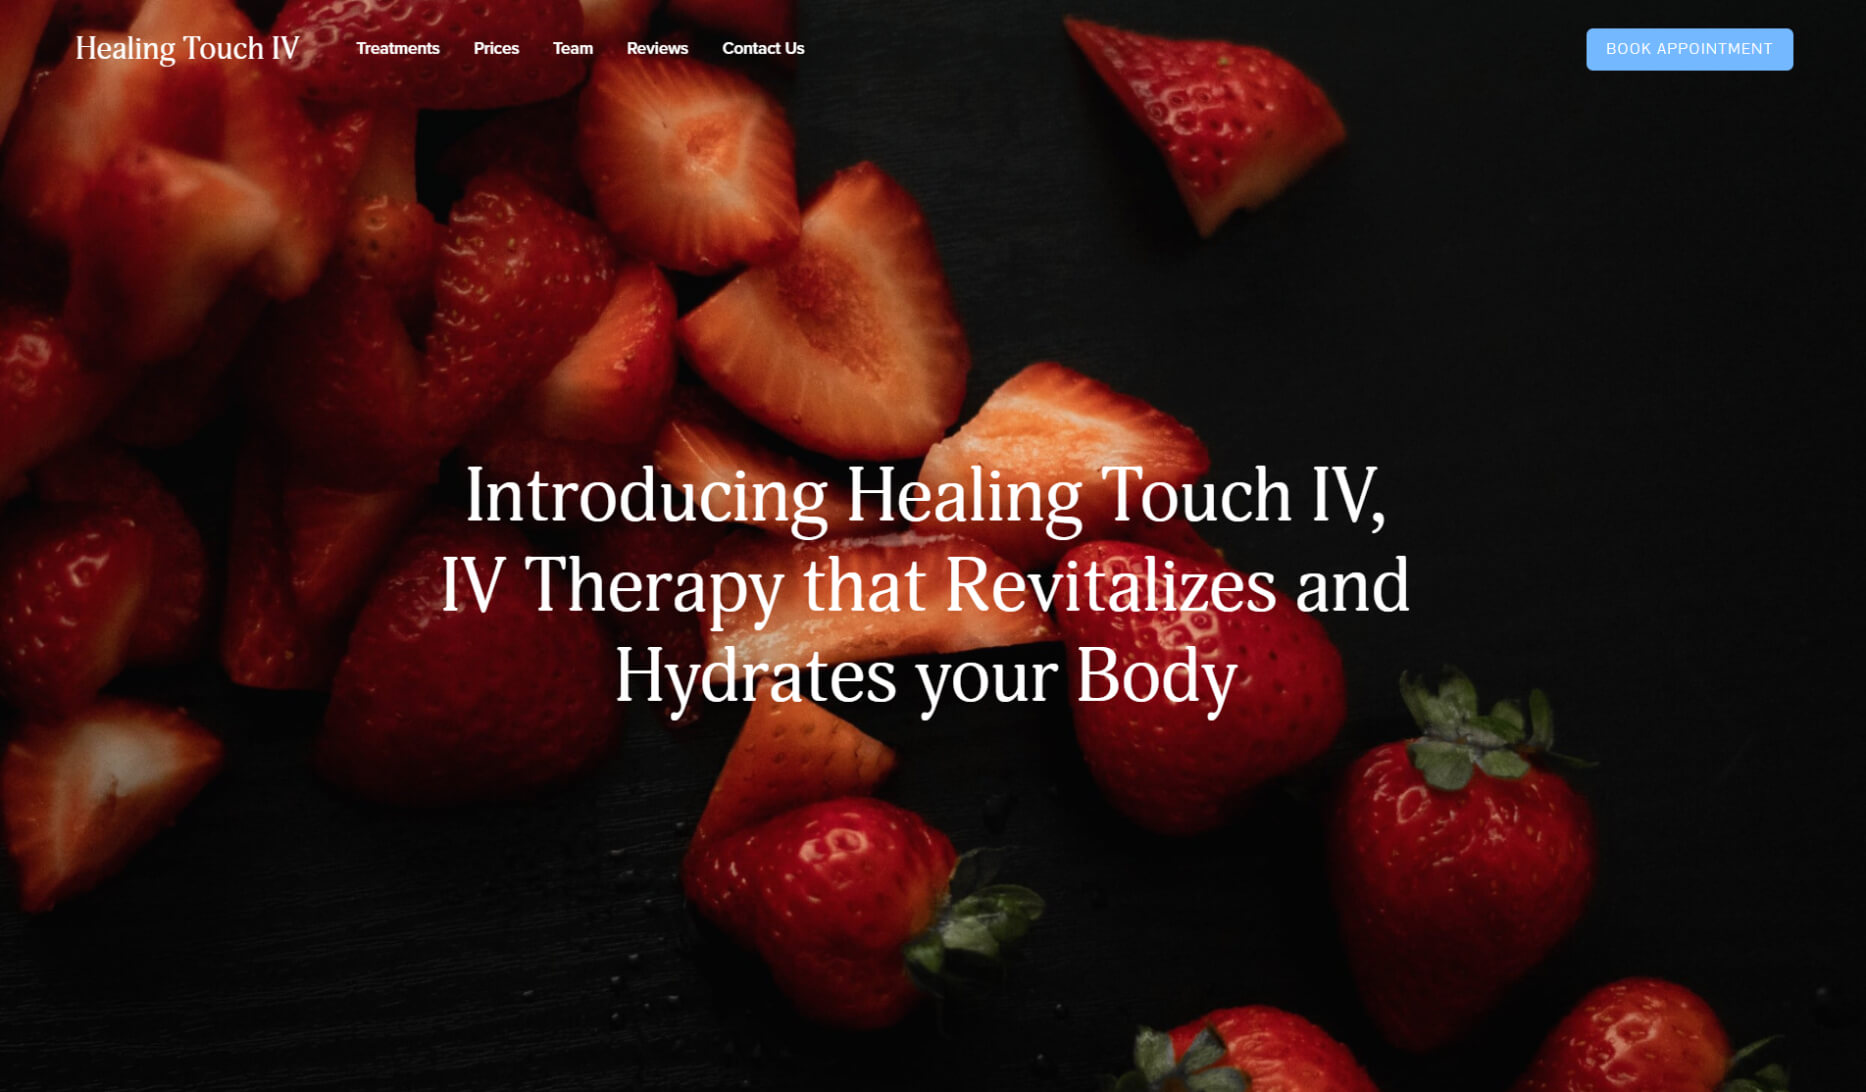 Healing Touch IV
Treatments
Prices
Team
Reviews
Contact Us
BOOK APPOINTMENT
Introducing Healing Touch IV,
IV Therapy that Revitalizes and
Hydrates your Body